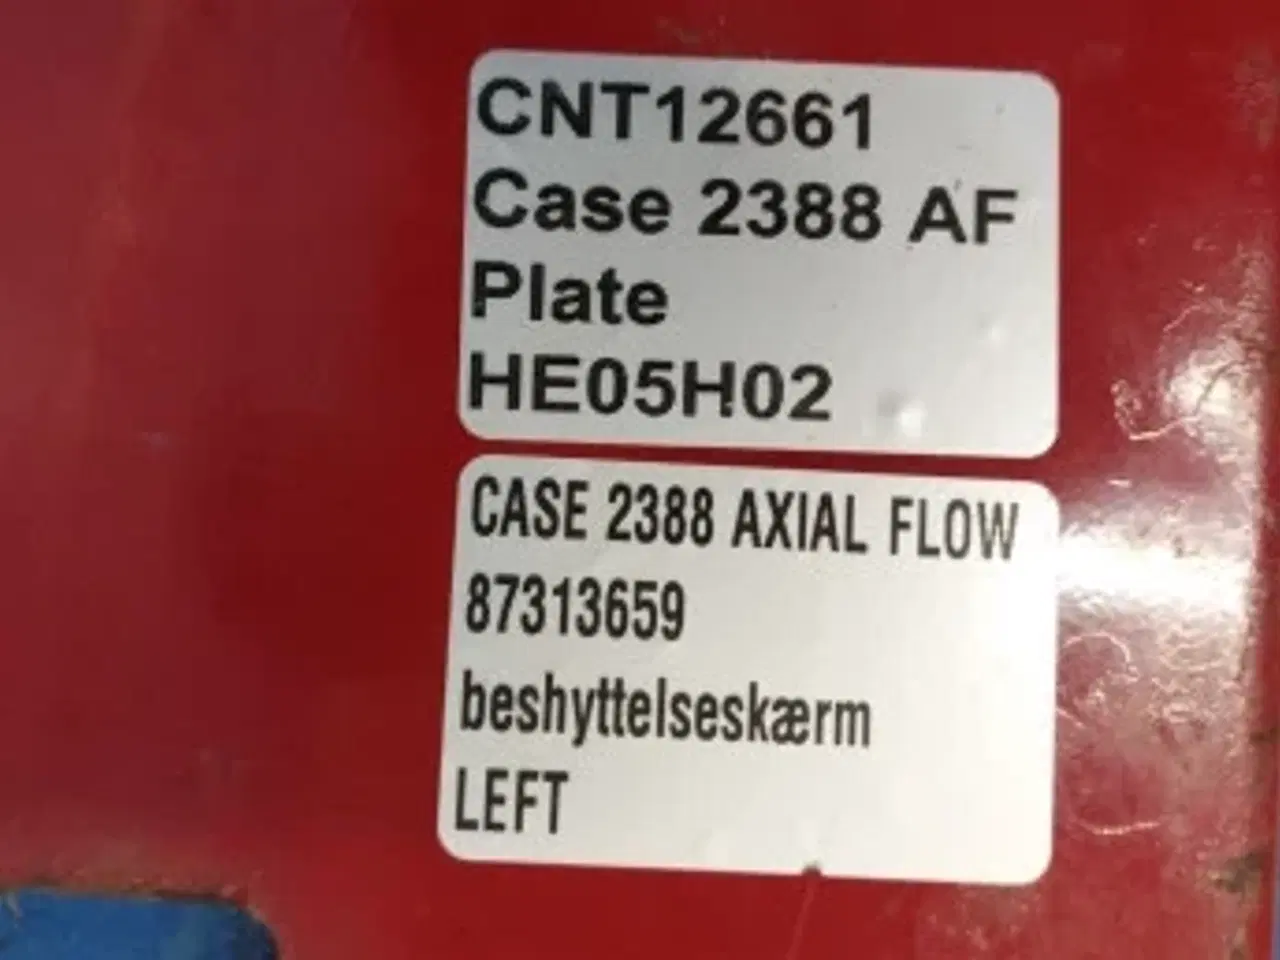 CNT12661
Case 2388 AF
Plate
HE05H02
CASE 2388 AXIAL FLOW
87313659
beshyttelseskærm
LEFT